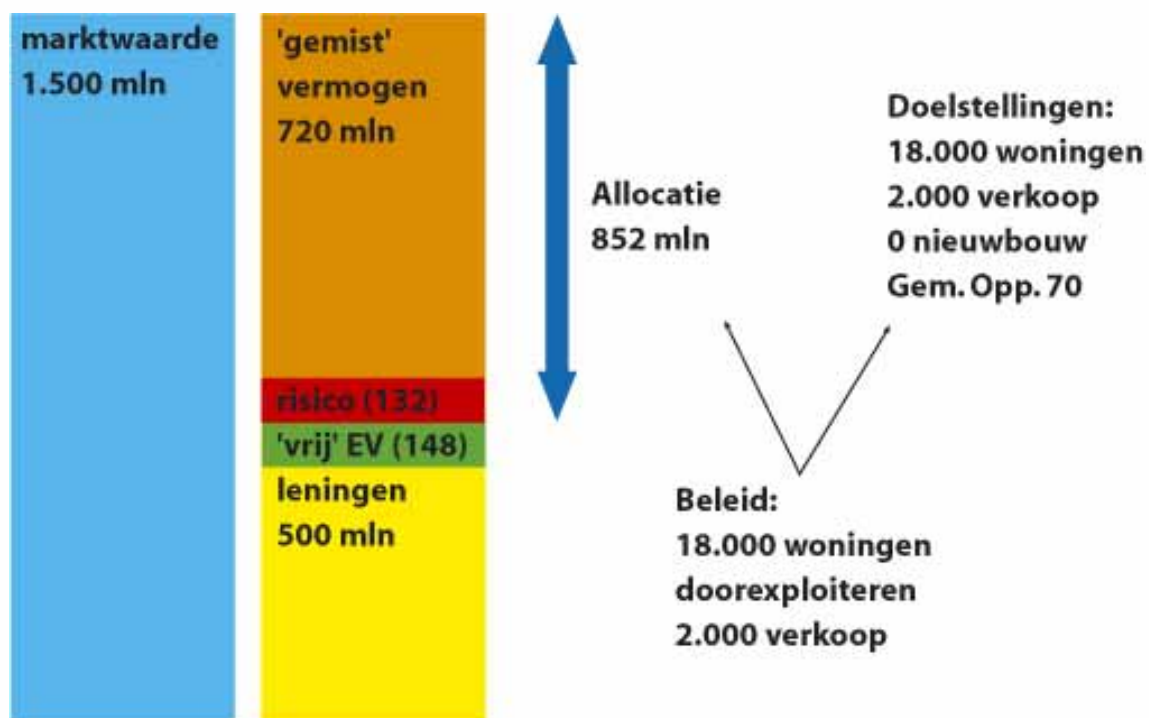 marktwaarde
1.500 mln
'gemist'
vermogen
720 mln
risico (132)
'vrij' EV (148)
leningen
500 mln
Allocatie
852 mln
Doelstellingen:
18.000 woningen
2.000 verkoop
0 nieuwbouw
Gem. Opp. 70
Beleid:
18.000 woningen
doorexploiteren
2.000 verkoop